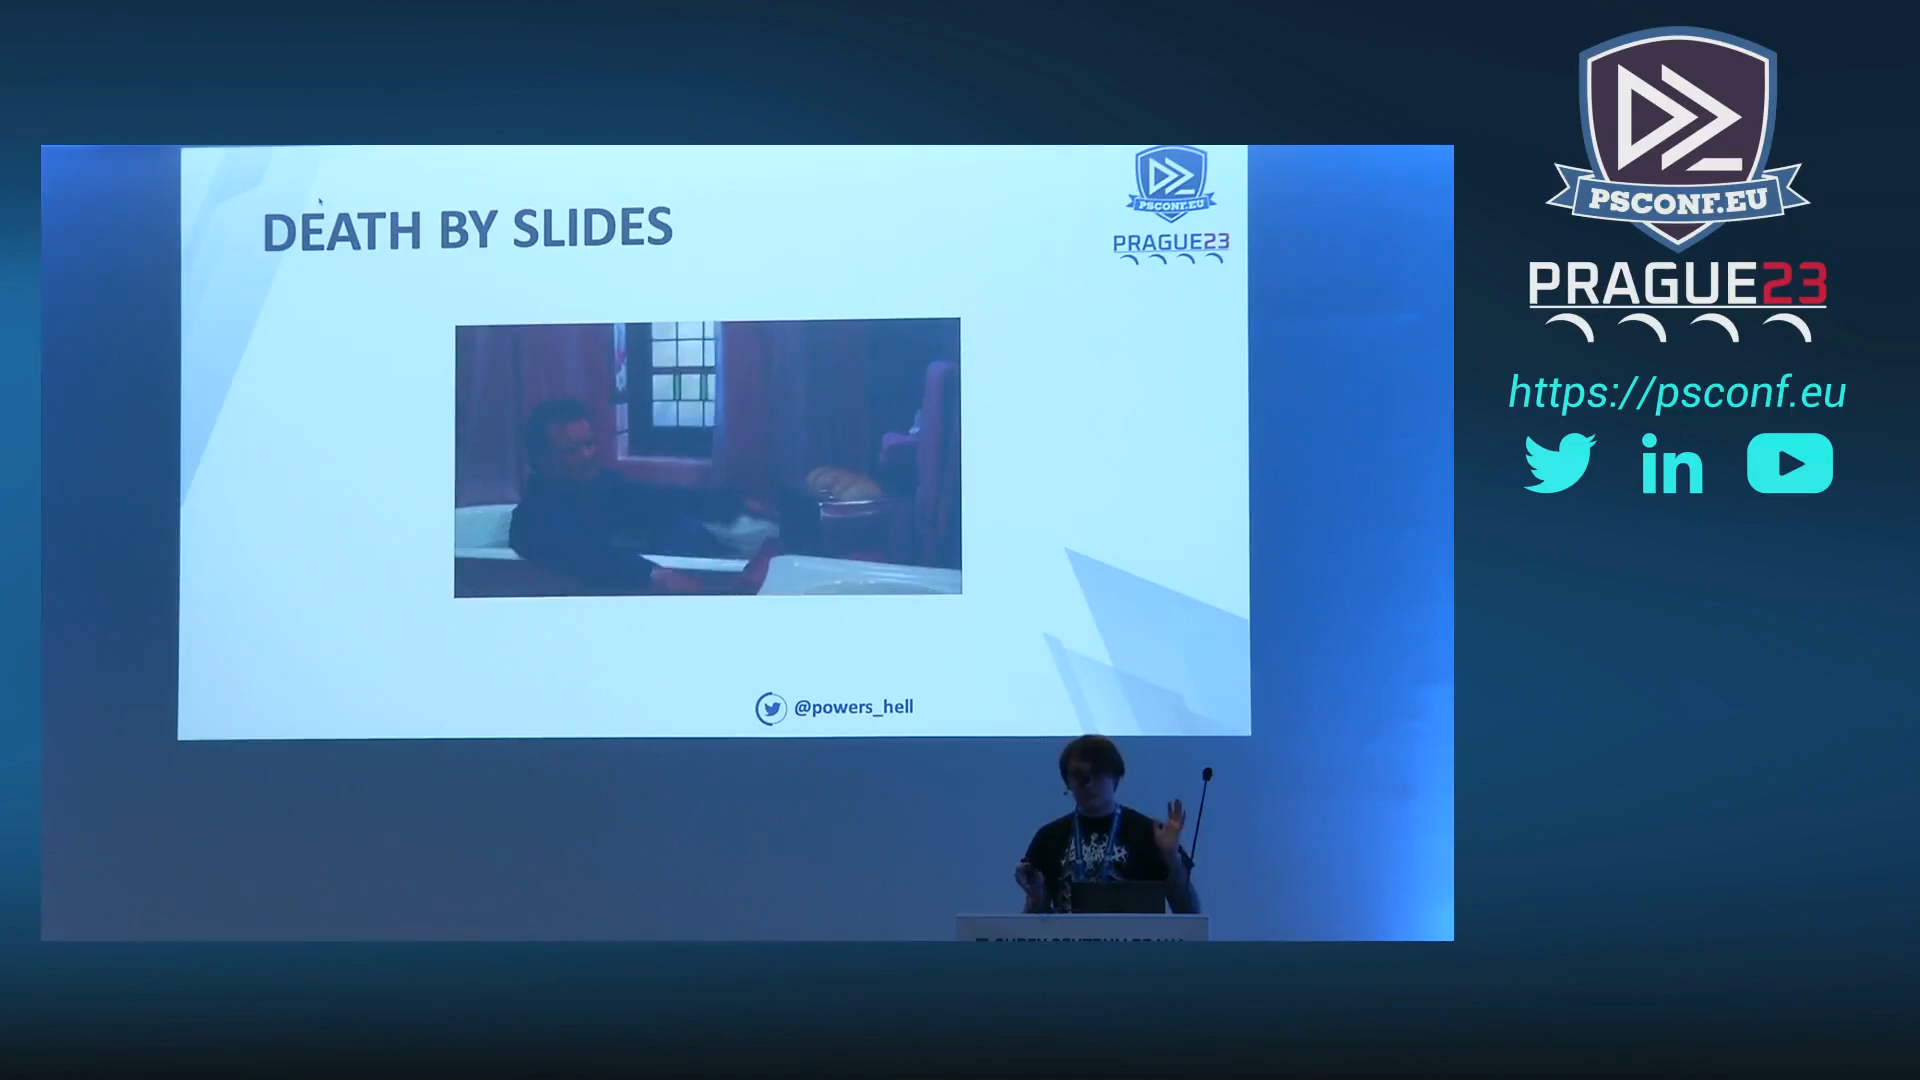 DEATH BY SLIDES
PSCONF.EU
PRAGUE23
@powers_hell
PSCONF.EU
PRAGUE23
https://psconf.eu
in